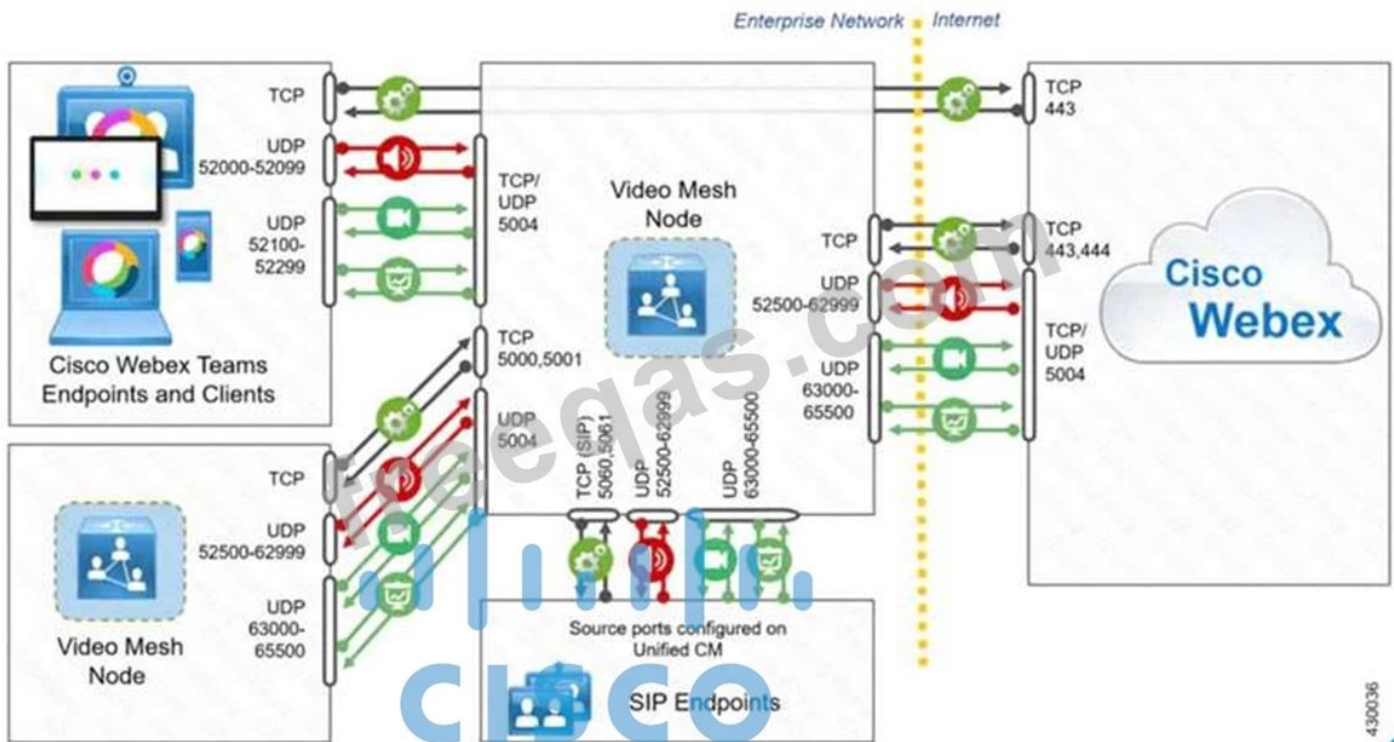 Enterprise Network
Internet
TCP
UDP
52000-52099
UDP
52100-
52299
Cisco Webex Teams
Endpoints and Clients
TCP/
UDP
5004
Video Mesh
Node
TCP
5000,5001
UDP
5004
TCP
UDP
52500-62999
UDP
63000-
65500
TCP
443
TCP
443,444
TCP/
UDP
5004
Cisco
Webex
Video Mesh
Node
TCP
UDP
52500-62999
UDP
63000-
65500
TCP (SIP)
5060,5061
UDP
52500-62999
UDP
63000-65500
Source ports configured on
Unified CM
SIP Endpoints
freeqas.com
CISCO
430036